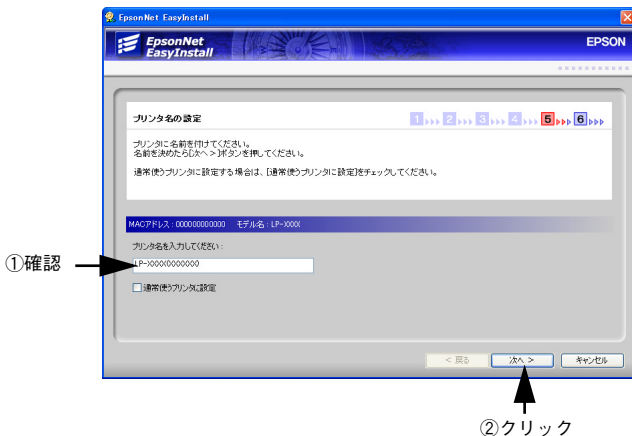 EpsonNet EasyInstall
EpsonNet
EasyInstall
EPSON
プリンタ名の設定
1 2 3 4 5 6
プリンタに名前を付けてください。
名前を決めたら[次へ >]ボタンを押してください。
通常使うプリンタに設定する場合は、[通常使うプリンタに設定]をチェックしてください。
MACアドレス：000000000000 モデル名：LP-XXXX
プリンタ名を入力してください：
①確認
LP-XXXX0000000
通常使うプリンタに設定
< 戻る 次へ > キャンセル
②クリック